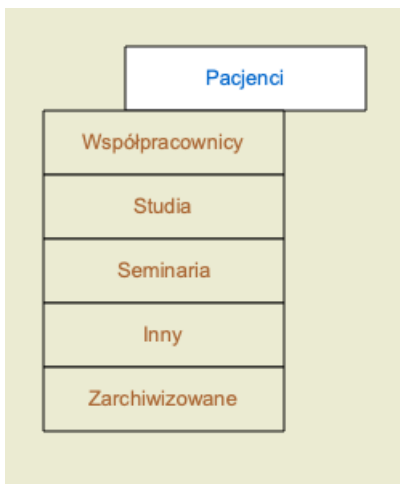 Pacjenci
Współpracownicy
Studia
Seminaria
Inny
Zarchiwizowane